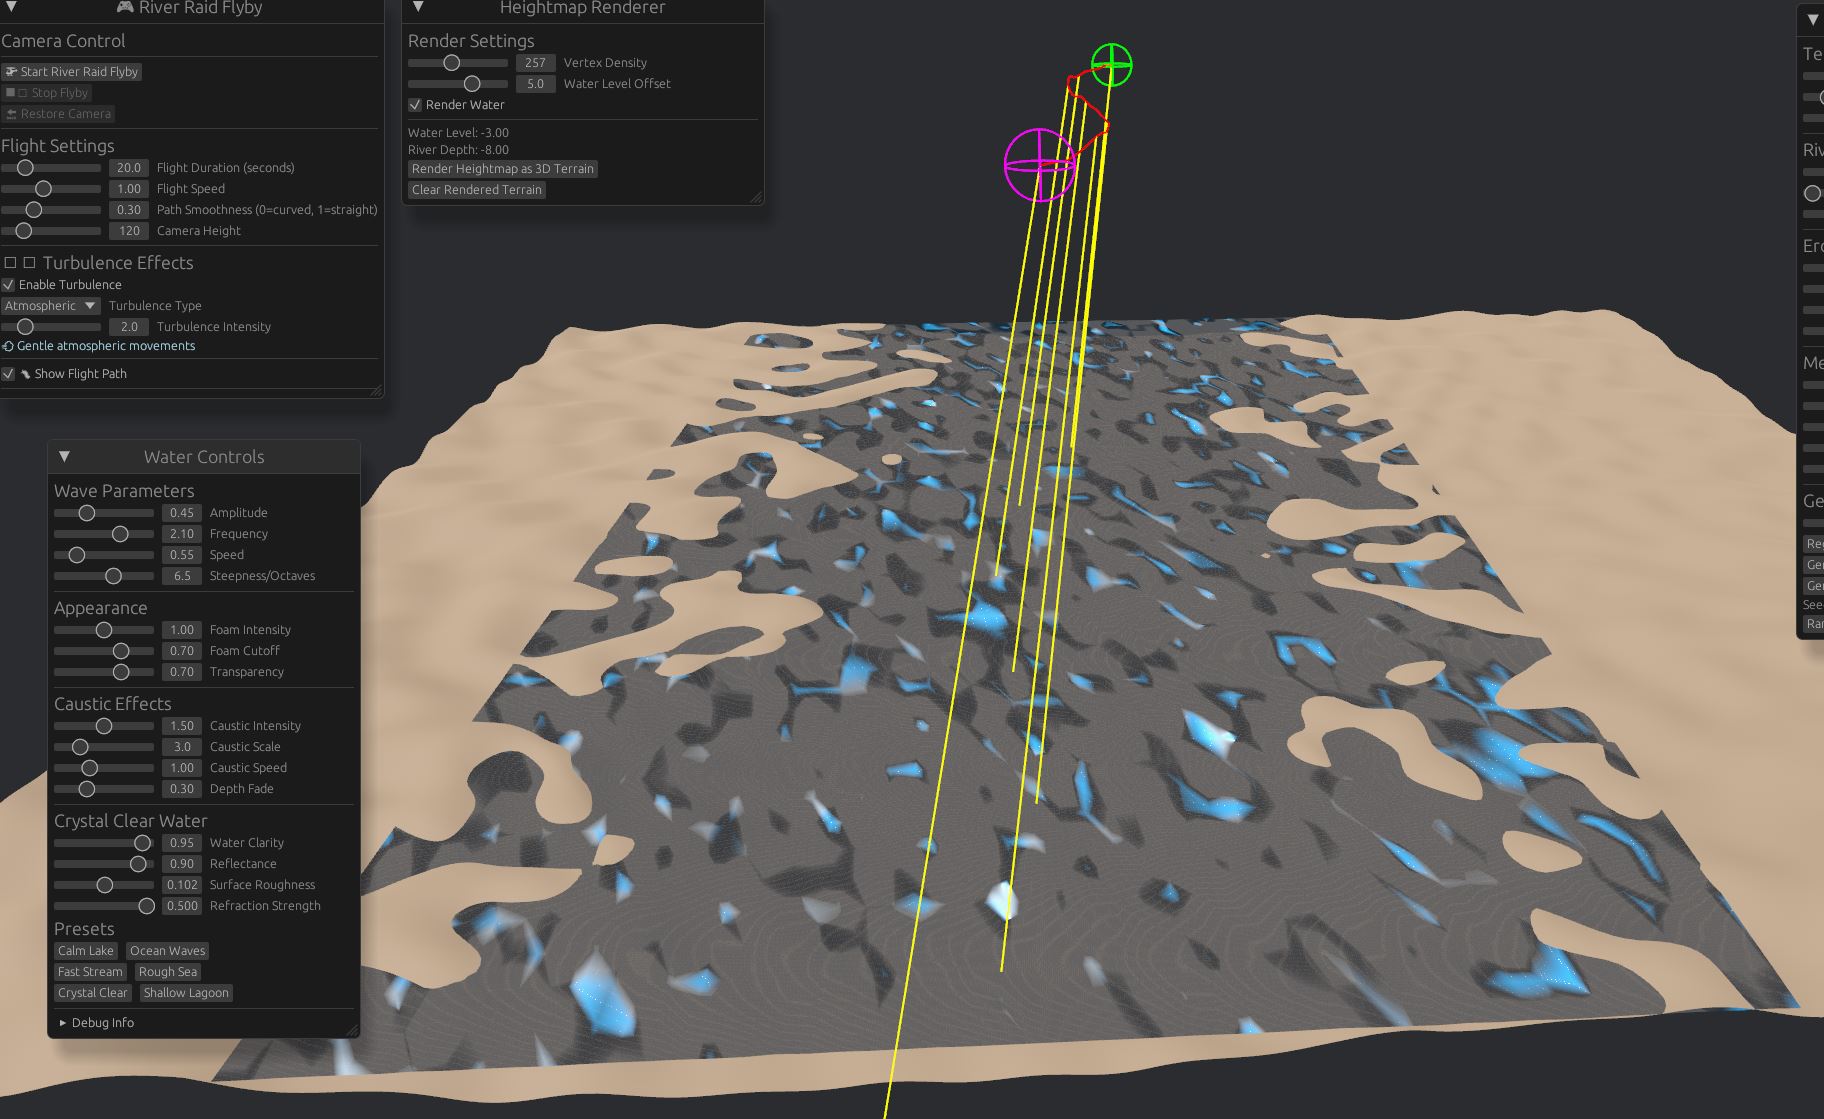 River Raid Flyby
Camera Control
Start River Raid Flyby
Stop Flyby
Restore Camera
Flight Settings
20.0 Flight Duration (seconds)
1.00 Flight Speed
0.30 Path Smoothness (0=curved, 1=straight)
120 Camera Height
Turbulence Effects
Enable Turbulence
Atmospheric Turbulence Type
2.0 Turbulence Intensity
Gentle atmospheric movements
Show Flight Path
Heightmap Renderer
Render Settings
257 Vertex Density
5.0 Water Level Offset
Render Water
Water Level: -3.00
River Depth: -8.00
Render Heightmap as 3D Terrain
Clear Rendered Terrain
Water Controls
Wave Parameters
0.45 Amplitude
2.10 Frequency
0.55 Speed
6.5 Steepness/Octaves
Appearance
1.00 Foam Intensity
0.70 Foam Cutoff
0.70 Transparency
Caustic Effects
1.50 Caustic Intensity
3.0 Caustic Scale
1.00 Caustic Speed
0.30 Depth Fade
Crystal Clear Water
0.95 Water Clarity
0.90 Reflectance
0.102 Surface Roughness
0.500 Refraction Strength
Presets
Calm Lake Ocean Waves
Fast Stream Rough Sea
Crystal Clear Shallow Lagoon
Debug Info